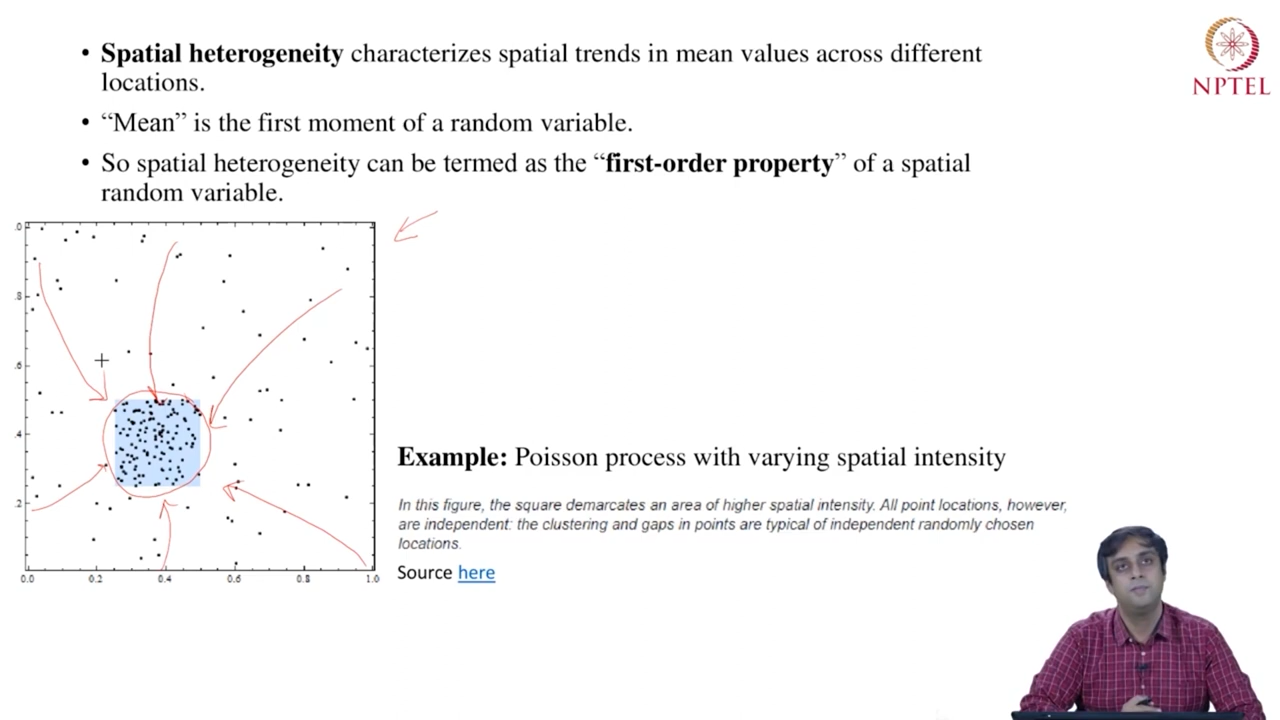 • Spatial heterogeneity characterizes spatial trends in mean values across different
locations.
NPTEL
• “Mean” is the first moment of a random variable.
• So spatial heterogeneity can be termed as the “first-order property” of a spatial
random variable.
.0
.8
.6
.4
.2
0.0 0.2 0.4 0.6 0.8 1.0
Example: Poisson process with varying spatial intensity
In this figure, the square demarcates an area of higher spatial intensity. All point locations, however,
are independent: the clustering and gaps in points are typical of independent randomly chosen
locations.
Source here